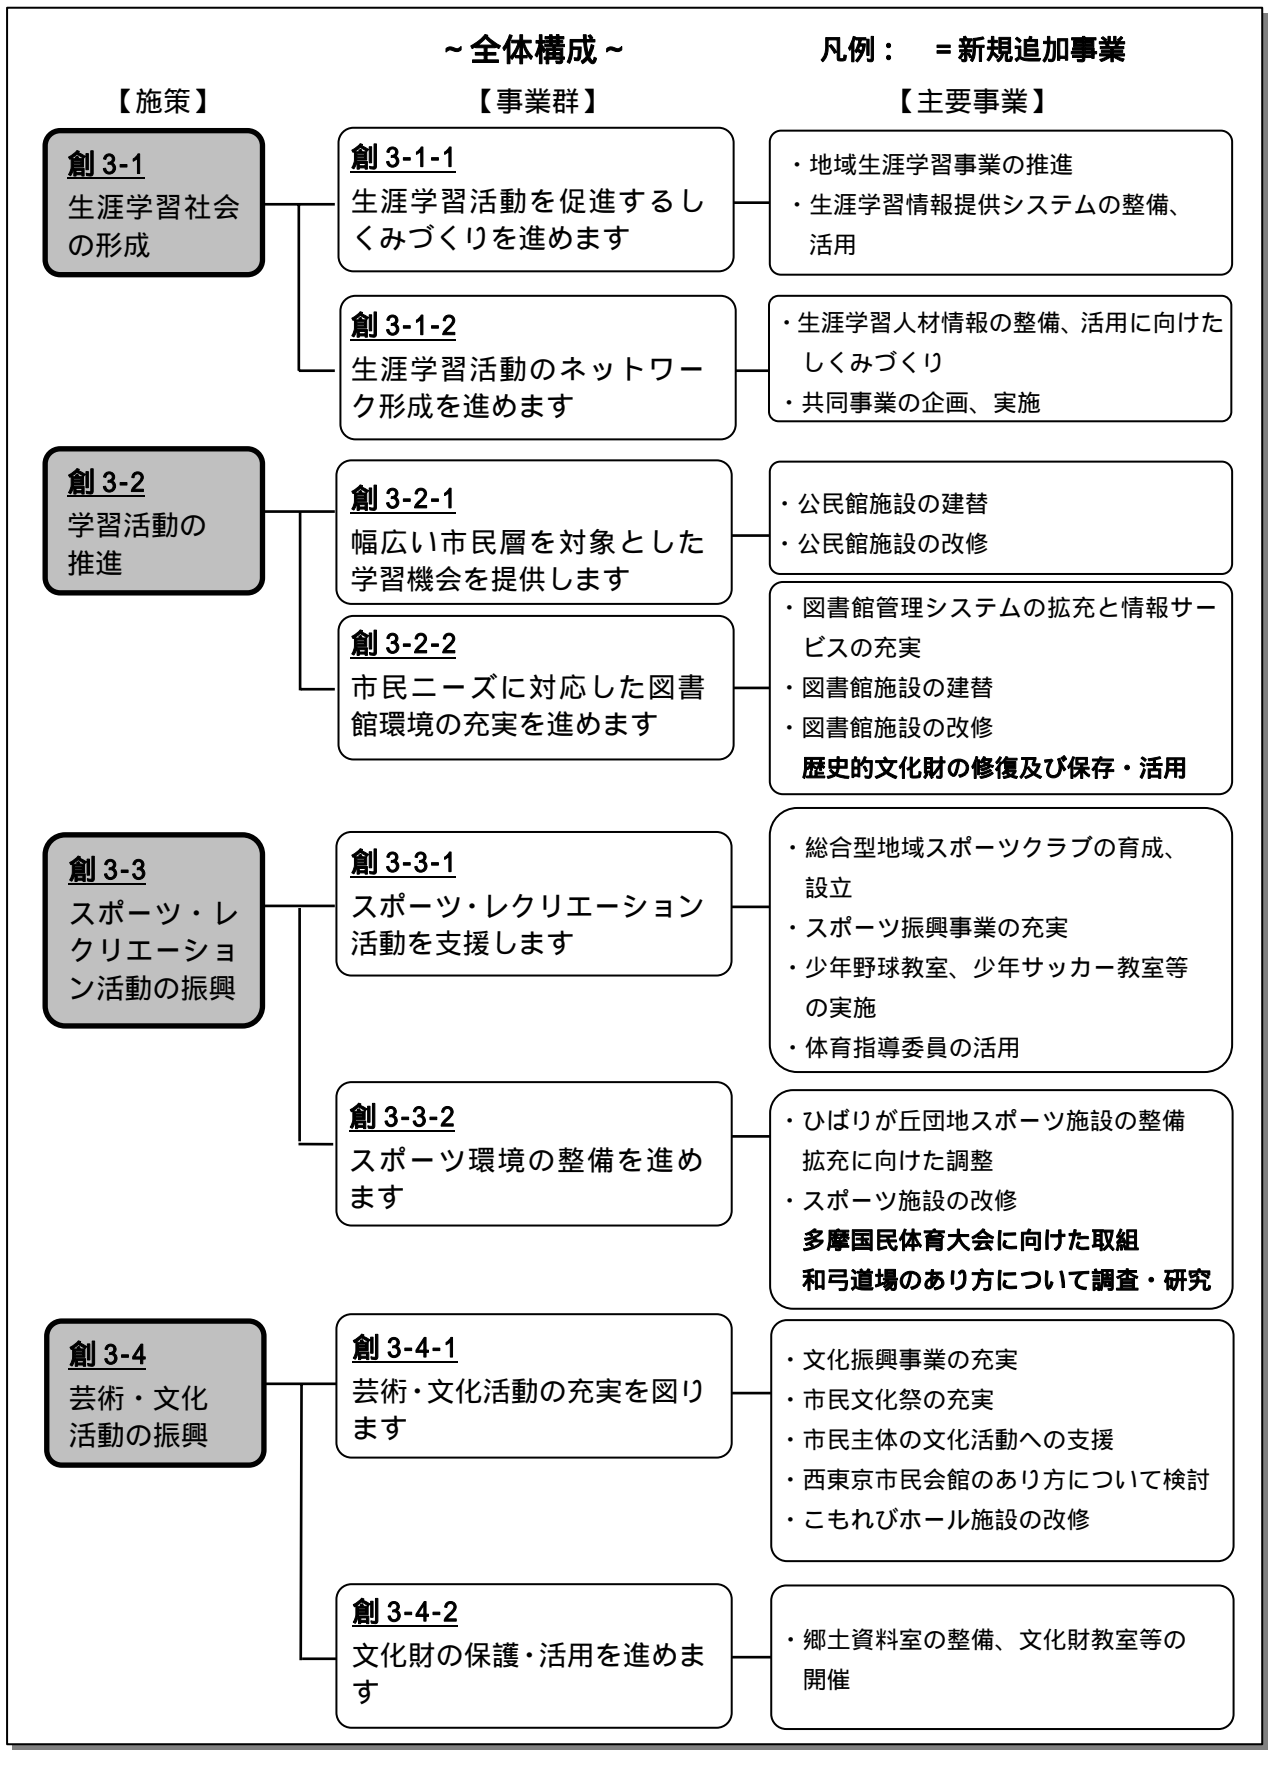 ～全体構成～
凡例： ＝新規追加事業
【施策】
【事業群】
【主要事業】
創 3-1
生涯学習社会
の形成
創 3-1-1
生涯学習活動を促進するし
くみづくりを進めます
・地域生涯学習事業の推進
・生涯学習情報提供システムの整備、
活用
創 3-1-2
生涯学習活動のネットワー
ク形成を進めます
・生涯学習人材情報の整備、活用に向けた
しくみづくり
・共同事業の企画、実施
創 3-2
学習活動の
推進
創 3-2-1
幅広い市民層を対象とした
学習機会を提供します
・公民館施設の建替
・公民館施設の改修
創 3-2-2
市民ニーズに対応した図書
館環境の充実を進めます
・図書館管理システムの拡充と情報サー
ビスの充実
・図書館施設の建替
・図書館施設の改修
歴史的文化財の修復及び保存・活用
創 3-3
スポーツ・レ
クリエーショ
ン活動の振興
創 3-3-1
スポーツ・レクリエーション
活動を支援します
・総合型地域スポーツクラブの育成、
設立
・スポーツ振興事業の充実
・少年野球教室、少年サッカー教室等
の実施
・体育指導委員の活用
創 3-3-2
スポーツ環境の整備を進め
ます
・ひばりが丘団地スポーツ施設の整備
拡充に向けた調整
・スポーツ施設の改修
多摩国民体育大会に向けた取組
和弓道場のあり方について調査・研究
創 3-4
芸術・文化
活動の振興
創 3-4-1
芸術・文化活動の充実を図り
ます
・文化振興事業の充実
・市民文化祭の充実
・市民主体の文化活動への支援
・西東京市民会館のあり方について検討
・こもれびホール施設の改修
創 3-4-2
文化財の保護・活用を進めま
す
・郷土資料室の整備、文化財教室等の
開催